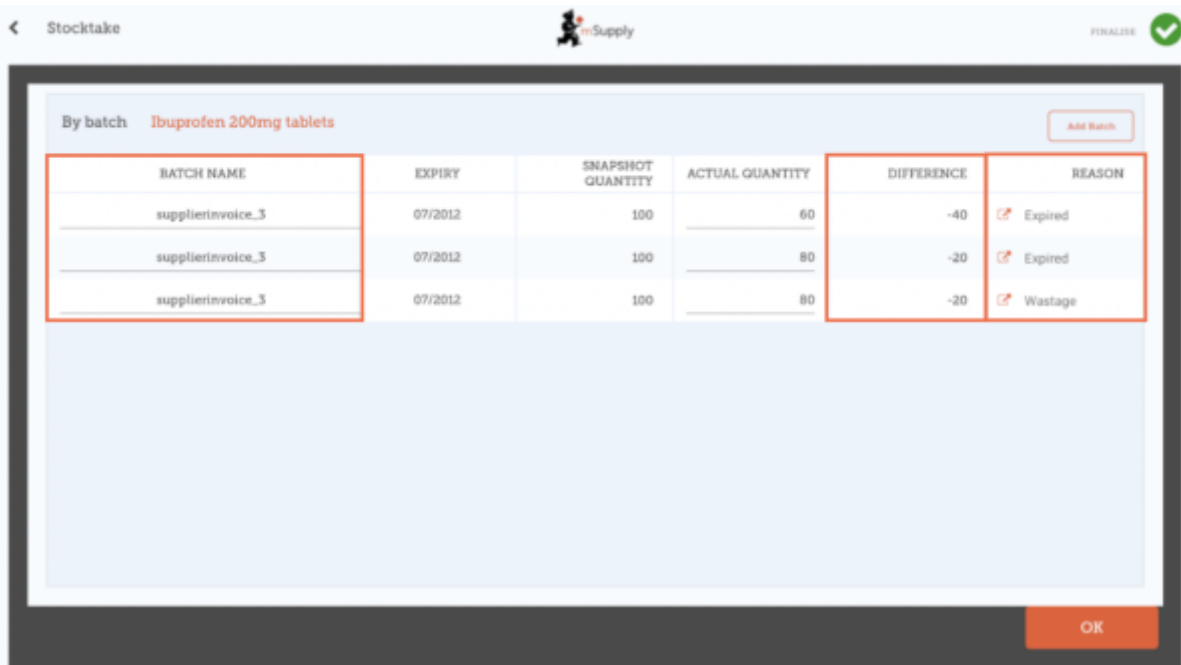 Stocktake
mSupply
FINALISE
By batch Ibuprofen 200mg tablets
Add Batch
BATCH NAME EXPIRY SNAPSHOT QUANTITY ACTUAL QUANTITY DIFFERENCE REASON
supplierinvoice_3 07/2012 100 60 -40 Expired
supplierinvoice_3 07/2012 100 80 -20 Expired
supplierinvoice_3 07/2012 100 80 -20 Wastage
OK